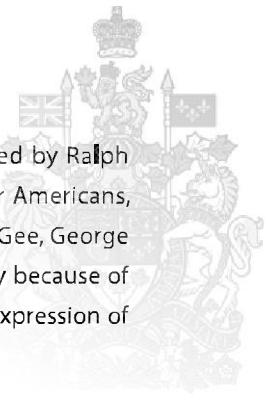 ed by Ralph
r Americans,
Gee, George
y because of
xpression of